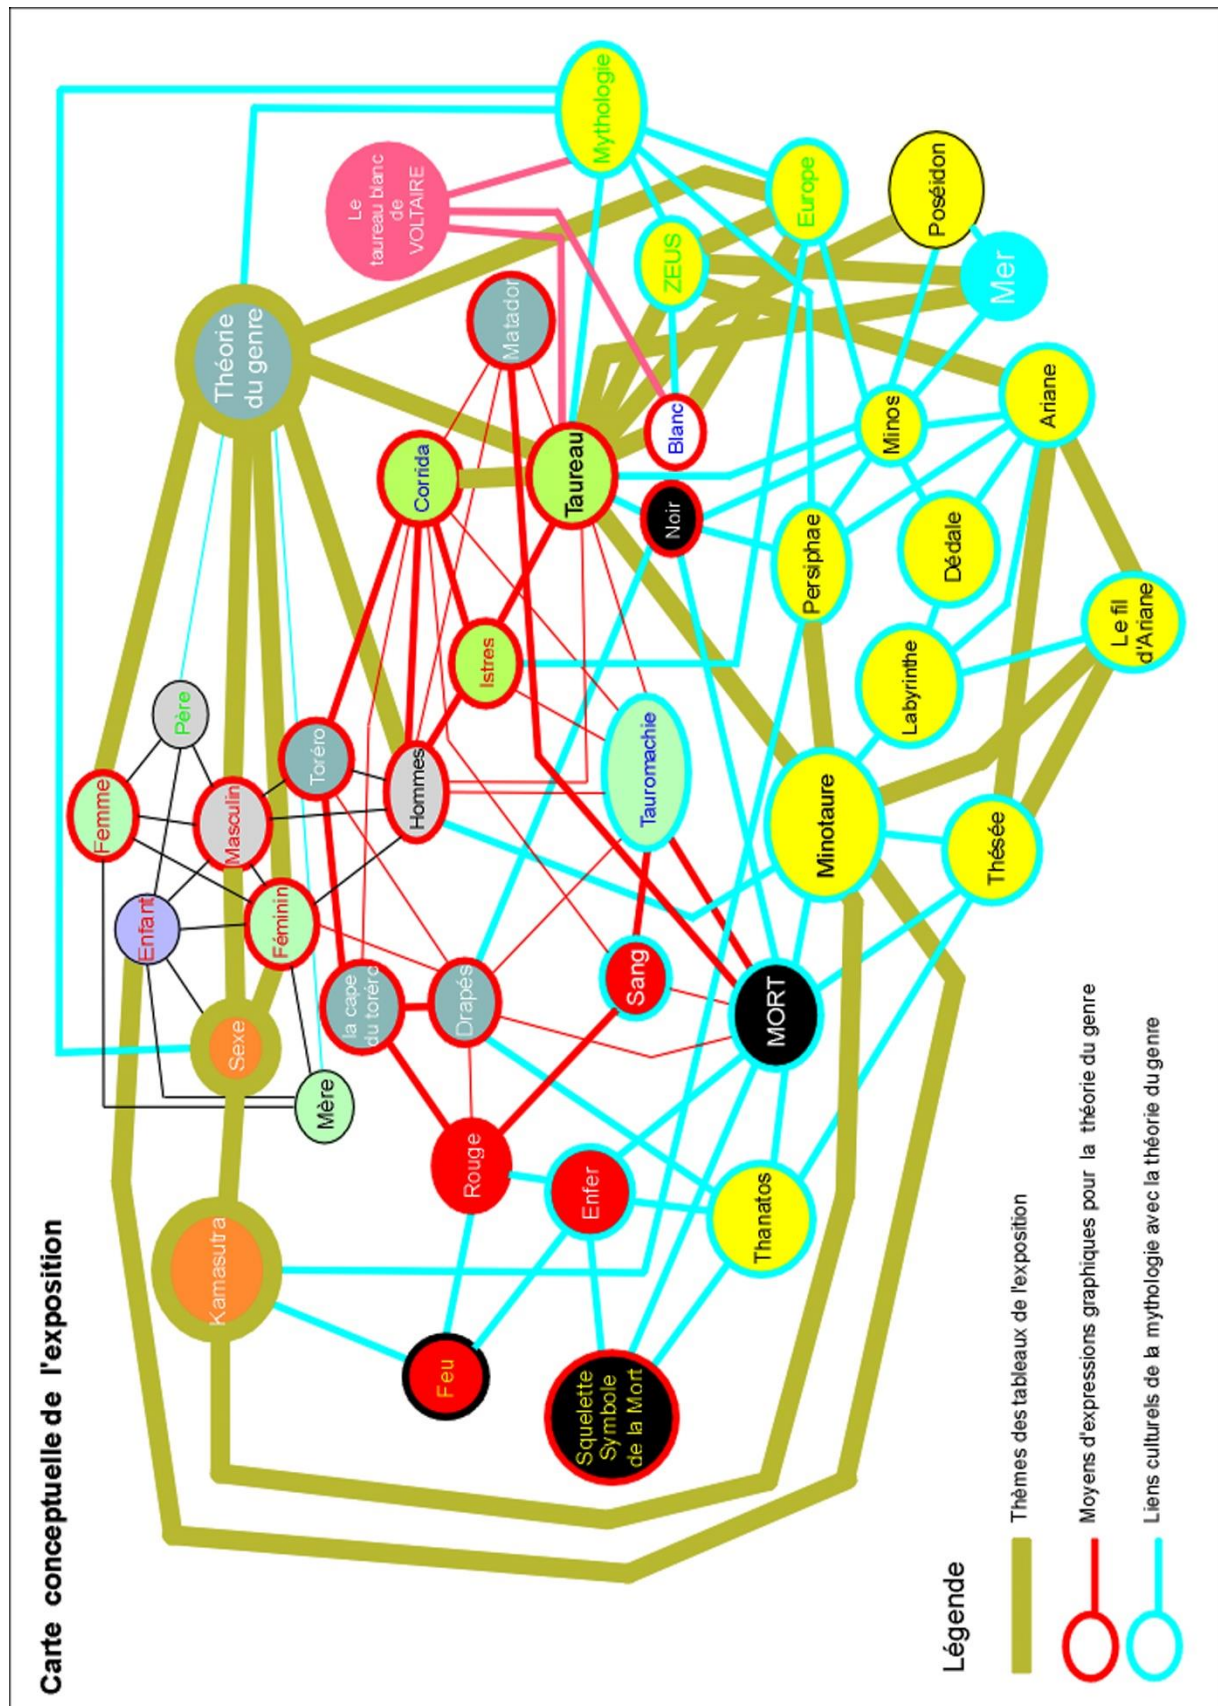 Carte conceptuelle de l'exposition
Kamasutra
Sexe
Mère
Enfant
Femme
Féminin
Masculin
Père
Théorie
du genre
Mythologie
Le
taureau blanc
de
VOLTAIRE
Toréro
la cape
du toréro
Hommes
Corrida
Matador
Feu
Rouge
Drapés
Istres
Taureau
ZEUS
Europe
Squelette
Symbole
de la Mort
Enfer
Sang
Tauromachie
Noir
Blanc
Thanatos
MORT
Minotaure
Persiphae
Minos
Poséidon
Mer
Labyrinthe
Dédale
Ariane
Thésée
Le fil
d'Ariane
Légende
Thèmes des tableaux de l'exposition
Moyens d'expressions graphiques pour la théorie du genre
Liens culturels de la mythologie avec la théorie du genre